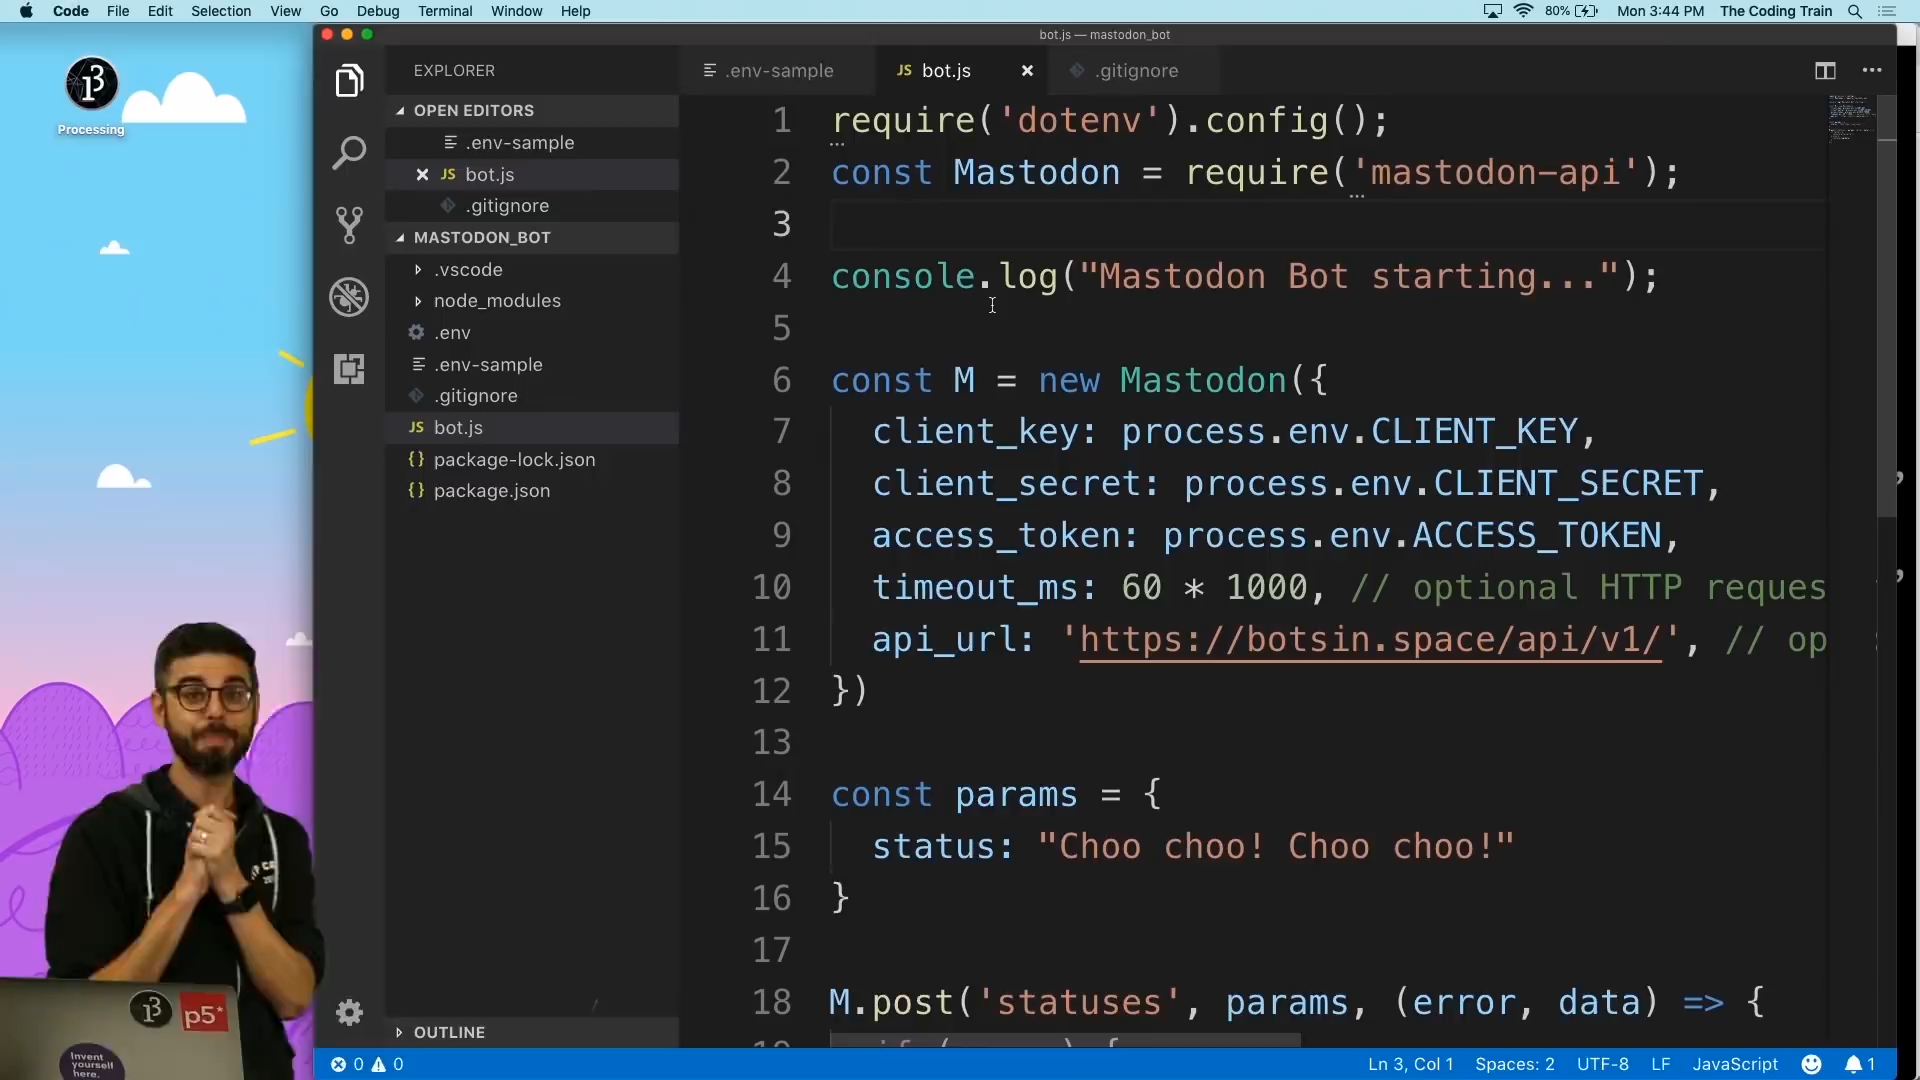 Code File Edit Selection View Go Debug Terminal Window Help
80% Mon 3:44 PM The Coding Train
bot.js — mastodon_bot
Processing
EXPLORER
OPEN EDITORS
.env-sample
JS bot.js
.gitignore
MASTODON_BOT
.vscode
node_modules
.env
.env-sample
.gitignore
JS bot.js
{} package-lock.json
{} package.json
OUTLINE
.env-sample JS bot.js .gitignore
1 require('dotenv').config();
2 const Mastodon = require('mastodon-api');
3
4 console.log("Mastodon Bot starting...");
5
6 const M = new Mastodon({
7 client_key: process.env.CLIENT_KEY,
8 client_secret: process.env.CLIENT_SECRET,
9 access_token: process.env.ACCESS_TOKEN,
10 timeout_ms: 60 * 1000, // optional HTTP reques
11 api_url: 'https://botsin.space/api/v1/', // op
12 })
13
14 const params = {
15 status: "Choo choo! Choo choo!"
16 }
17
18 M.post('statuses', params, (error, data) => {
p5*
Invent
yourself
here.
0 0
Ln 3, Col 1 Spaces: 2 UTF-8 LF JavaScript 1